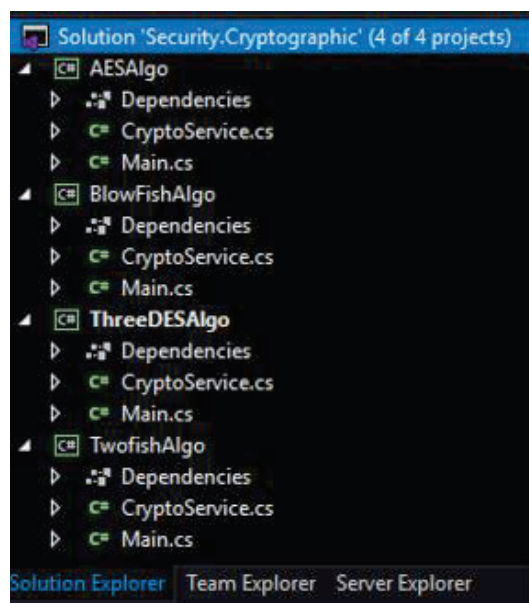 Solution 'Security.Cryptographic' (4 of 4 projects)
C# AESAlgo
Dependencies
C# CryptoService.cs
C# Main.cs
C# BlowFishAlgo
Dependencies
C# CryptoService.cs
C# Main.cs
C# ThreeDESAlgo
Dependencies
C# CryptoService.cs
C# Main.cs
C# TwofishAlgo
Dependencies
C# CryptoService.cs
C# Main.cs
Solution Explorer Team Explorer Server Explorer